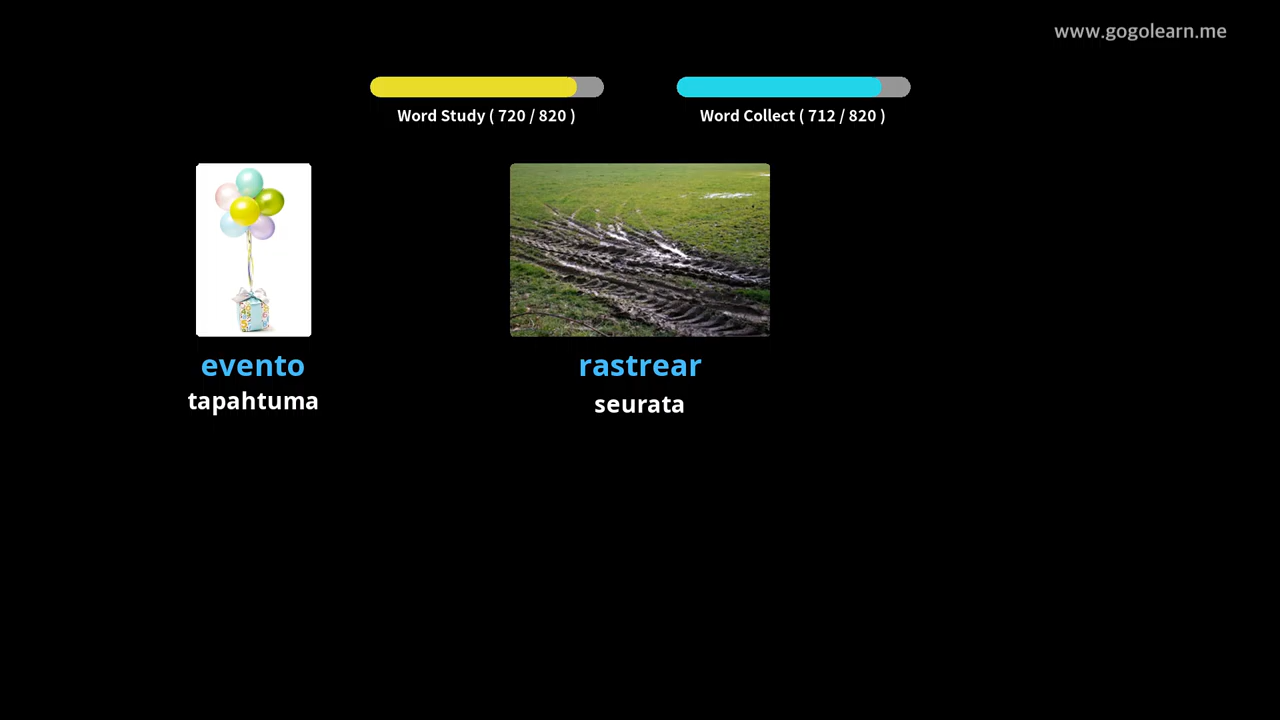 www.gogolearn.me
Word Study ( 720 / 820 )
Word Collect ( 712 / 820 )
evento
tapahtuma
rastrear
seurata